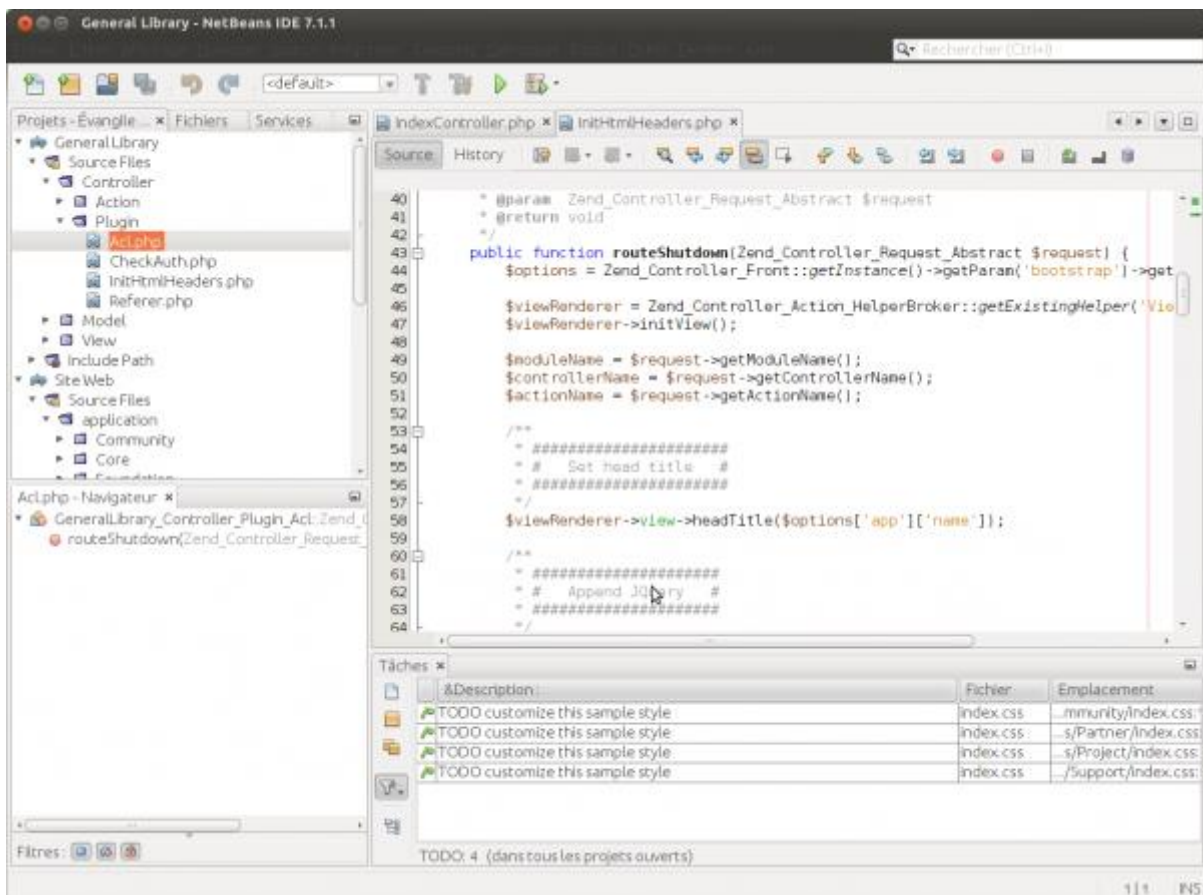 General Library - NetBeans IDE 7.1.1
Rechercher (Ctrl+I)
<default>
Projets - Évangile ... Fichiers Services
General Library
Source Files
Controller
Action
Plugin
Acl.php
CheckAuth.php
InitHtmlHeaders.php
Referer.php
Model
View
Include Path
Site Web
Source Files
application
Community
Core
Acl.php - Navigateur
GeneralLibrary_Controller_Plugin_Acl::Zend_
routeShutdown(Zend_Controller_Request_
Filtres :
IndexController.php InitHtmlHeaders.php
Source History
40 * @param Zend_Controller_Request_Abstract $request
41 * @return void
42 */
43 public function routeShutdown(Zend_Controller_Request_Abstract $request) {
44 $options = Zend_Controller_Front::getInstance()->getParam('bootstrap')->get
45
46 $viewRenderer = Zend_Controller_Action_HelperBroker::getExistingHelper('Vie
47 $viewRenderer->initView();
48
49 $moduleName = $request->getModuleName();
50 $controllerName = $request->getControllerName();
51 $actionName = $request->getActionName();
52
53 /**
54 * #######################
55 * # Set head title #
56 * #######################
57 */
58 $viewRenderer->view->headTitle($options['app']['name']);
59
60 /**
61 * ######################
62 * # Append JQuery #
63 * ######################
64 */
Tâches
&Description : Fichier Emplacement
TODO customize this sample style index.css ...mmunity/index.css:
TODO customize this sample style index.css ...s/Partner/index.css:
TODO customize this sample style index.css ...s/Project/index.css:
TODO customize this sample style index.css .../Support/index.css:
TODO: 4 (dans tous les projets ouverts)
1|1 INS